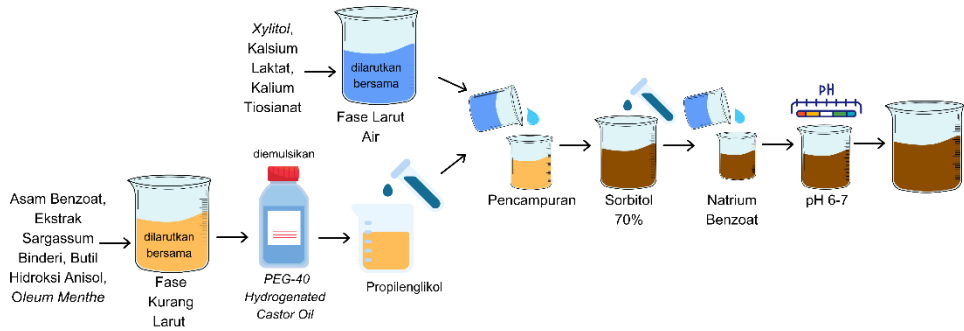 Xylitol,
Kalsium
Laktat,
Kalium
Tiosianat
dilarutkan
bersama
Fase Larut
Air
Asam Benzoat,
Ekstrak
Sargassum
Binderi, Butil
Hidroksi Anisol,
Oleum Menthe
dilarutkan
bersama
Fase
Kurang
Larut
diemulsikan
PEG-40
Hydrogenated
Castor Oil
Propilenglikol
Pencampuran
Sorbitol
70%
Natrium
Benzoat
pH
pH 6-7